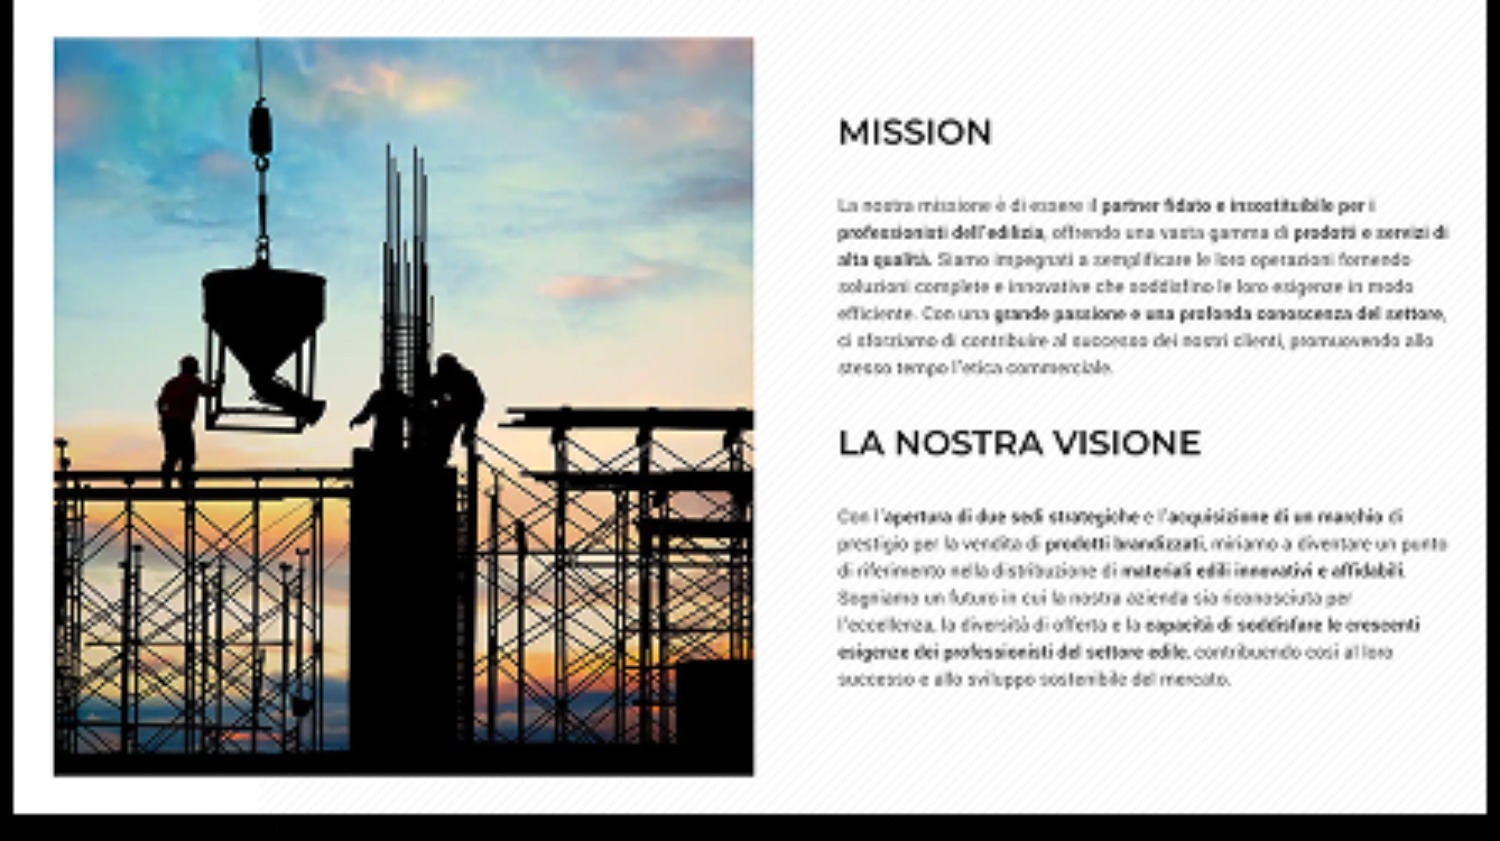 MISSION
La nostra missione è di essere il partner fidato e insostituibile per i
professionisti dell'edilizia, offrendo una vasta gamma di prodotti e servizi di
alta qualità. Siamo impegnati a semplificare le loro operazioni fornendo
soluzioni complete e innovative che soddisfino le loro esigenze in modo
efficiente. Con una grande passione e una profonda conoscenza del settore,
ci sforziamo di contribuire al successo dei nostri clienti, promuovendo allo
stesso tempo l'etica commerciale.
LA NOSTRA VISIONE
Con l'apertura di due sedi strategiche e l'acquisizione di un marchio di
prestigio per la vendita di prodotti brandizzati, miriamo a diventare un punto
di riferimento nella distribuzione di materiali edili innovativi e affidabili.
Sogniamo un futuro in cui la nostra azienda sia riconosciuta per
l'eccellenza, la diversità di offerta e la capacità di soddisfare le crescenti
esigenze dei professionisti del settore edile, contribuendo così al loro
successo e allo sviluppo sostenibile del mercato.